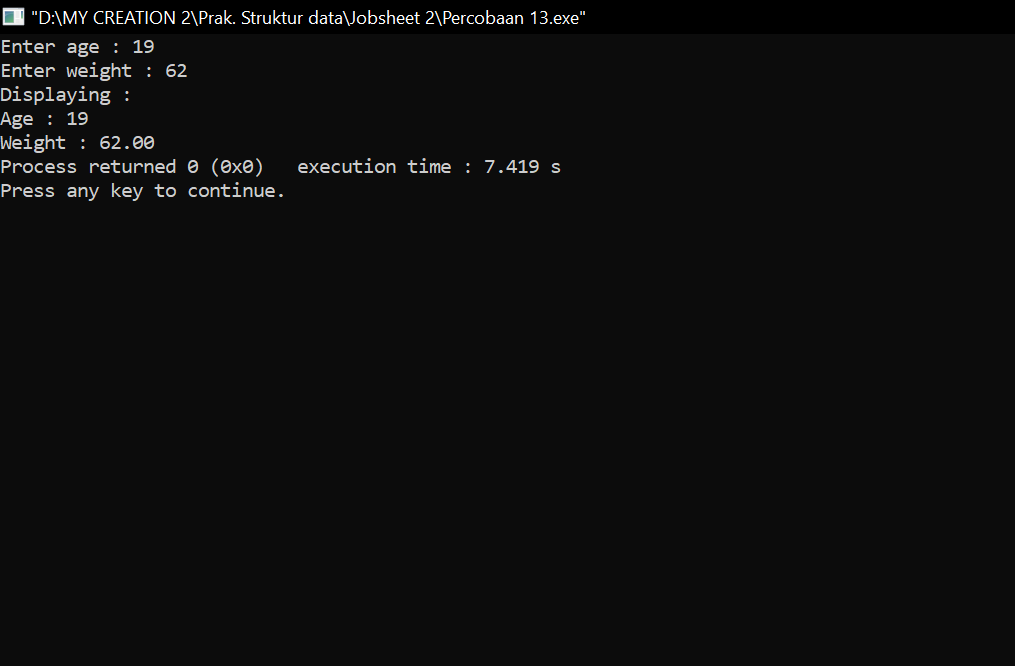 "D:\MY CREATION 2\Prak. Struktur data\Jobsheet 2\Percobaan 13.exe"
Enter age : 19
Enter weight : 62
Displaying :
Age : 19
Weight : 62.00
Process returned 0 (0x0)   execution time : 7.419 s
Press any key to continue.